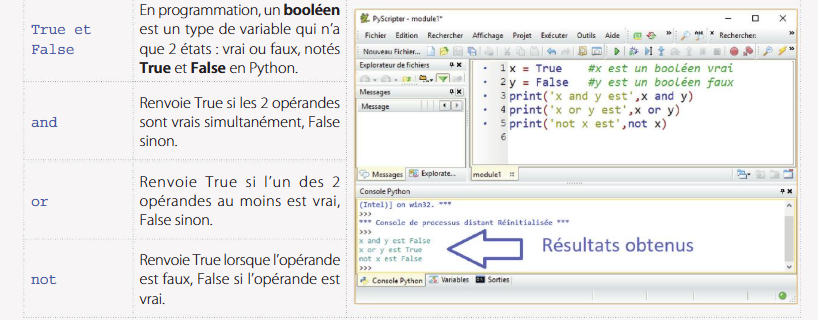 True et
False
En programmation, un booléen
est un type de variable qui n'a
que 2 états : vrai ou faux, notés
True et False en Python.
and
Renvoie True si les 2 opérandes
sont vrais simultanément, False
sinon.
or
Renvoie True si l'un des 2
opérandes au moins est vrai,
False sinon.
not
Renvoie True lorsque l'opérande
est faux, False si l'opérande est
vrai.
PyScripter - module1*
Fichier Edition Rechercher Affichage Projet Exécuter Outils Aide Rechercher:
Nouveau Fichier...
Explorateur de fichiers
Messages
Message
Messages Explorate...
1 x = True #x est un booléen vrai
2 y = False #y est un booléen faux
3 print('x and y est',x and y)
4 print('x or y est',x or y)
5 print('not x est',not x)
6
module1
Console Python
(Intel)] on win32. ***
>>>
*** Console de processus distant Réinitialisée ***
>>>
x and y est False
x or y est True
not x est False
>>>
Résultats obtenus
Console Python Variables Sorties